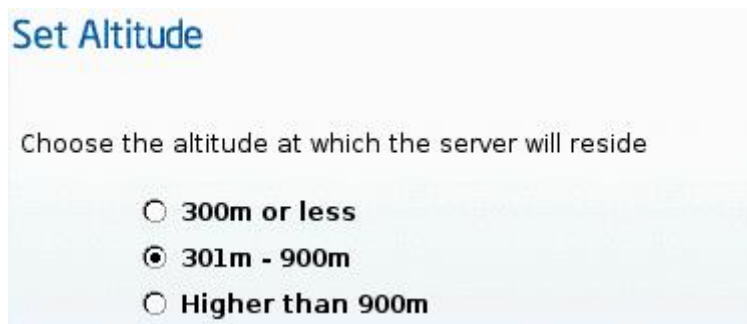 Set Altitude
Choose the altitude at which the server will reside
300m or less
301m - 900m
Higher than 900m